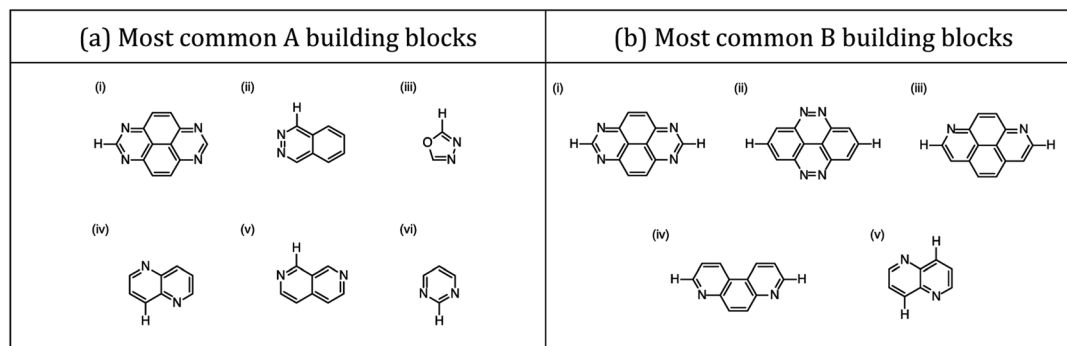 (a) Most common A building blocks
(i)
N N
H
N N
(ii)
H
N
N
(iii)
H
O N
N
(iv)
N
N
H
(v)
H
N N
(vi)
N N
H
(b) Most common B building blocks
(i)
N N
H H
N N
(ii)
N N
H H
N N
(iii)
N N
H H
(iv)
H H
N N
(v)
H
N
N
H